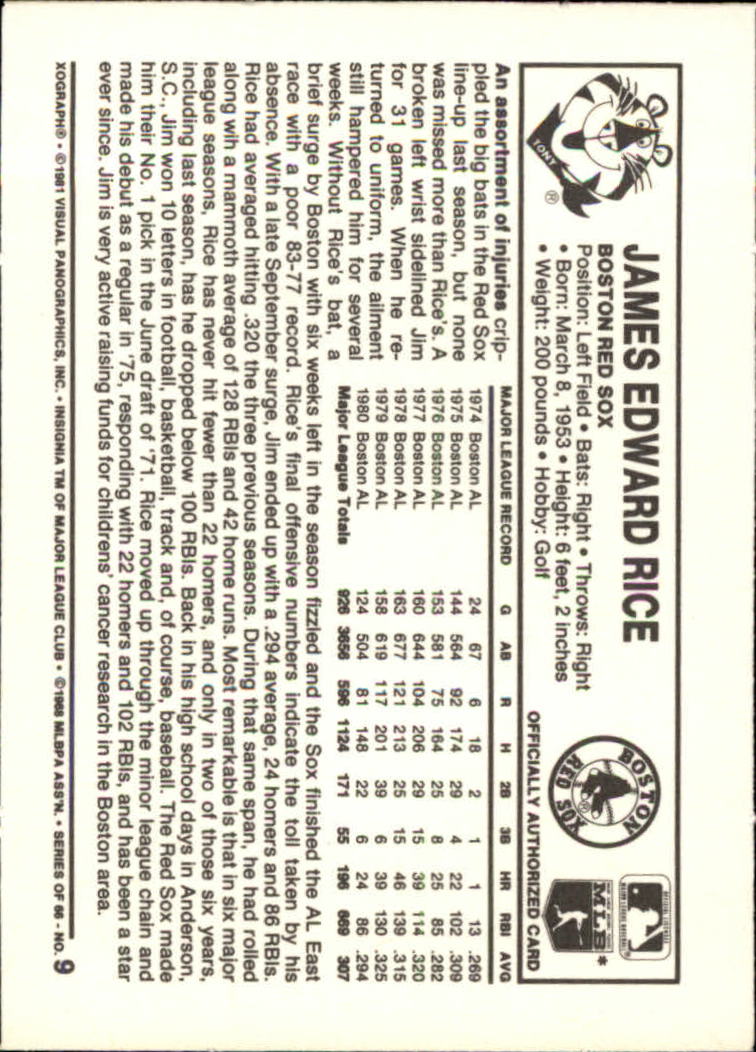 TONY
®
JAMES EDWARD RICE
BOSTON RED SOX
Position: Left Field • Bats: Right • Throws: Right
• Born: March 8, 1953 • Height: 6 feet, 2 inches
• Weight: 200 pounds • Hobby: Golf
BOSTON
RED SOX
®
MLB*
OFFICIALLY AUTHORIZED CARD
MAJOR LEAGUE RECORD G AB R H 2B 3B HR RBI AVG
1974 Boston AL 24 67 6 18 2 1 1 13 .269
1975 Boston AL 144 564 92 174 29 4 22 102 .309
1976 Boston AL 153 581 75 164 25 8 25 85 .282
1977 Boston AL 160 644 104 206 29 15 39 114 .320
1978 Boston AL 163 677 121 213 25 15 46 139 .315
1979 Boston AL 158 619 117 201 39 6 39 130 .325
1980 Boston AL 124 504 81 148 22 6 24 86 .294
Major League Totals 926 3656 596 1124 171 55 196 669 307
An assortment of injuries crip-
pled the big bats in the Red Sox
line-up last season, but none
was missed more than Rice's. A
broken left wrist sidelined Jim
for 31 games. When he re-
turned to uniform, the ailment
still hampered him for several
weeks. Without Rice's bat, a
brief surge by Boston with six weeks left in the season fizzled and the Sox finished the AL East
race with a poor 83-77 record. Rice's final offensive numbers indicate the toll taken by his
absence. With a late September surge, Jim ended up with a .294 average, 24 homers and 86 RBIs.
Rice had averaged hitting .320 the three previous seasons. During that same span, he had rolled
along wih a mammoth average of 128 RBIs and 42 home runs. Most remarkable is that in six major
league seasons, Rice has never hit fewer than 22 homers, and only in two of those six years,
including last season, has he dropped below 100 RBIs. Back in his high school days in Anderson,
S.C., Jim won 10 letters in football, basketball, track and, of course, baseball. The Red Sox made
him their No. 1 pick in the June draft of '71. Rice moved up through the minor league chain and
made his debut as a regular in '75, responding with 22 homers and 102 RBIs, and has been a star
ever since. Jim is very active raising funds for childrens' cancer research in the Boston area.
XOGRAPH® • ©1981 VISUAL PANOGRAPHICS, INC. • INSIGNIA TM OF MAJOR LEAGUE CLUB • ©1968 MLBPA ASS'N. • SERIES OF 66 - NO. 9